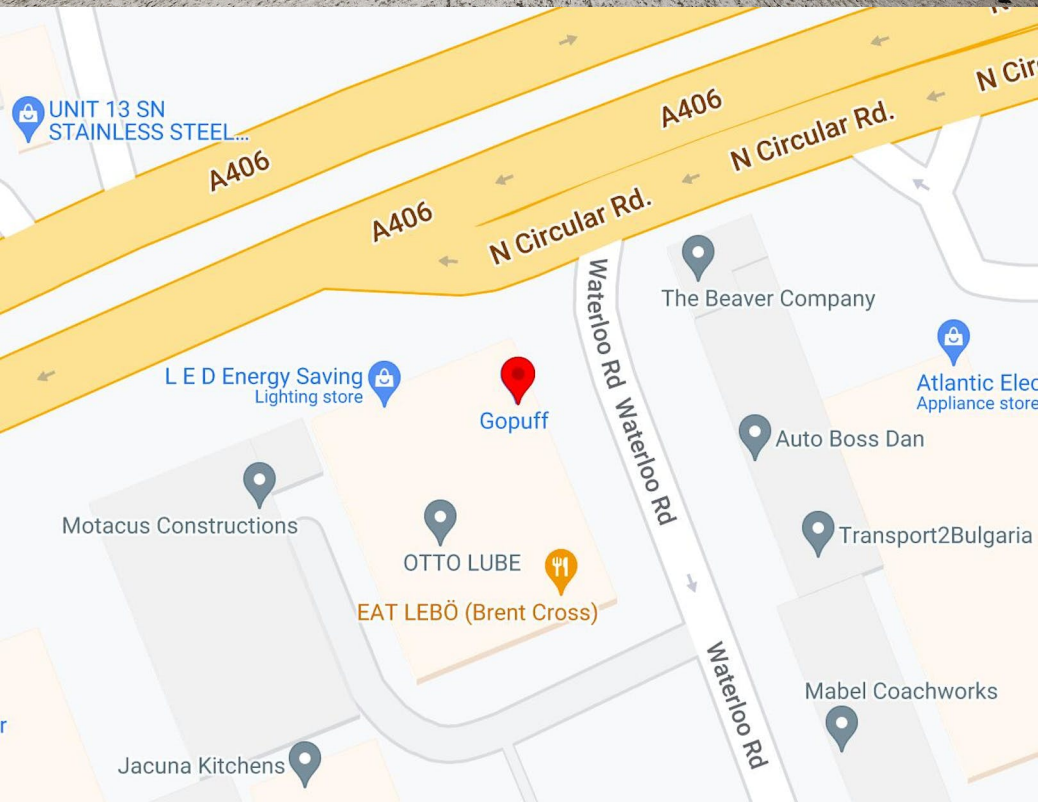 UNIT 13 SN
STAINLESS STEEL...
A406
A406
A406
N Circular Rd.
N Circular Rd.
N Cir
Waterloo Rd
Waterloo Rd
Waterloo Rd
The Beaver Company
L E D Energy Saving
Lighting store
Gopuff
Atlantic Elec
Appliance store
Auto Boss Dan
Motacus Constructions
OTTO LUBE
Transport2Bulgaria
EAT LEBÖ (Brent Cross)
Mabel Coachworks
r
Jacuna Kitchens